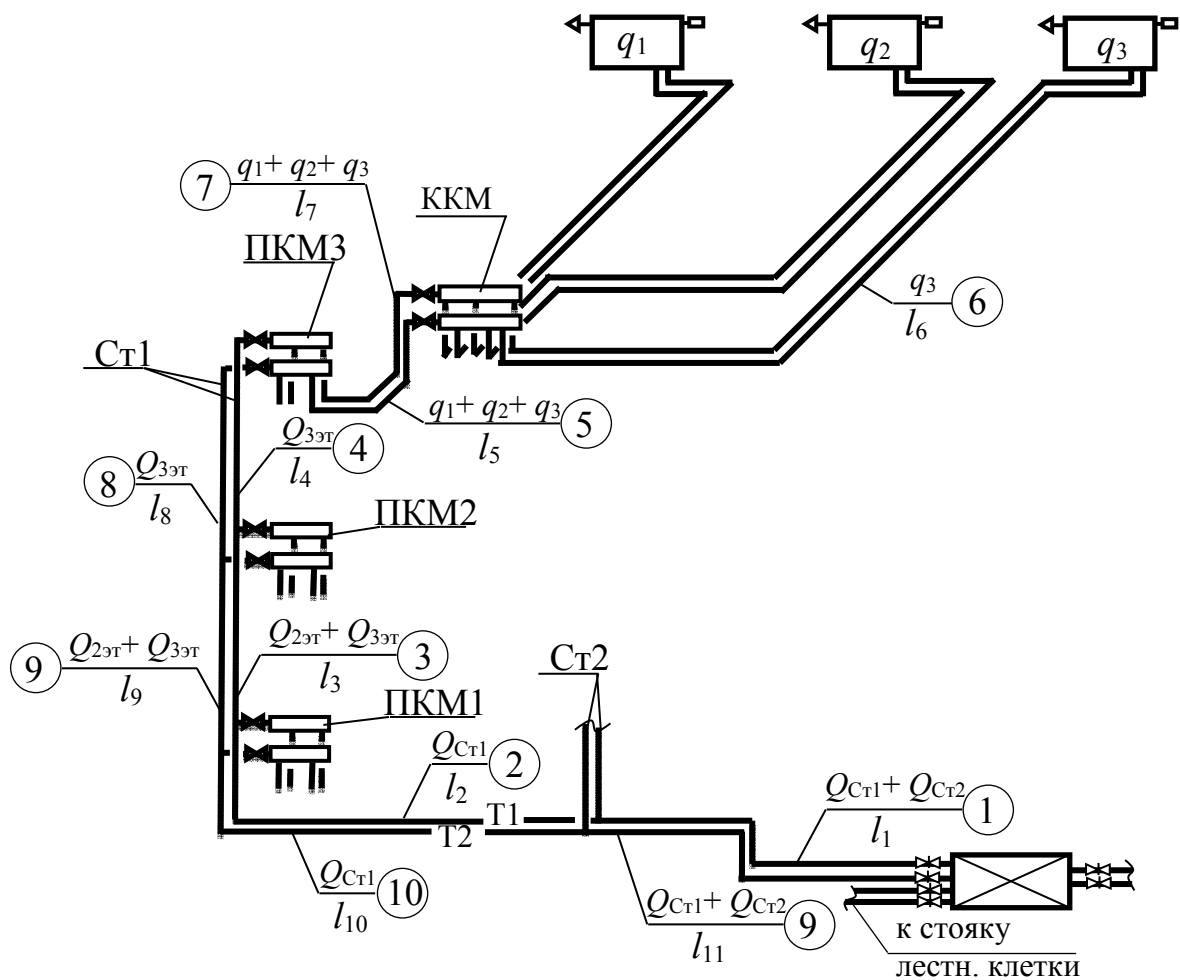 q1
q2
q3
7
q1+ q2+ q3
l7
ККМ
ПКМ3
q3
l6
6
Ст1
q1+ q2+ q3
l5
5
Q3эт
l4
4
8
Q3эт
l8
ПКМ2
9
Q2эт+ Q3эт
l9
Q2эт+ Q3эт
l3
3
Ст2
ПКМ1
QСт1
l2
2
QСт1+ QСт2
l1
1
Т1
Т2
QСт1
l10
10
QСт1+ QСт2
l11
9
к стояку
лестн. клетки